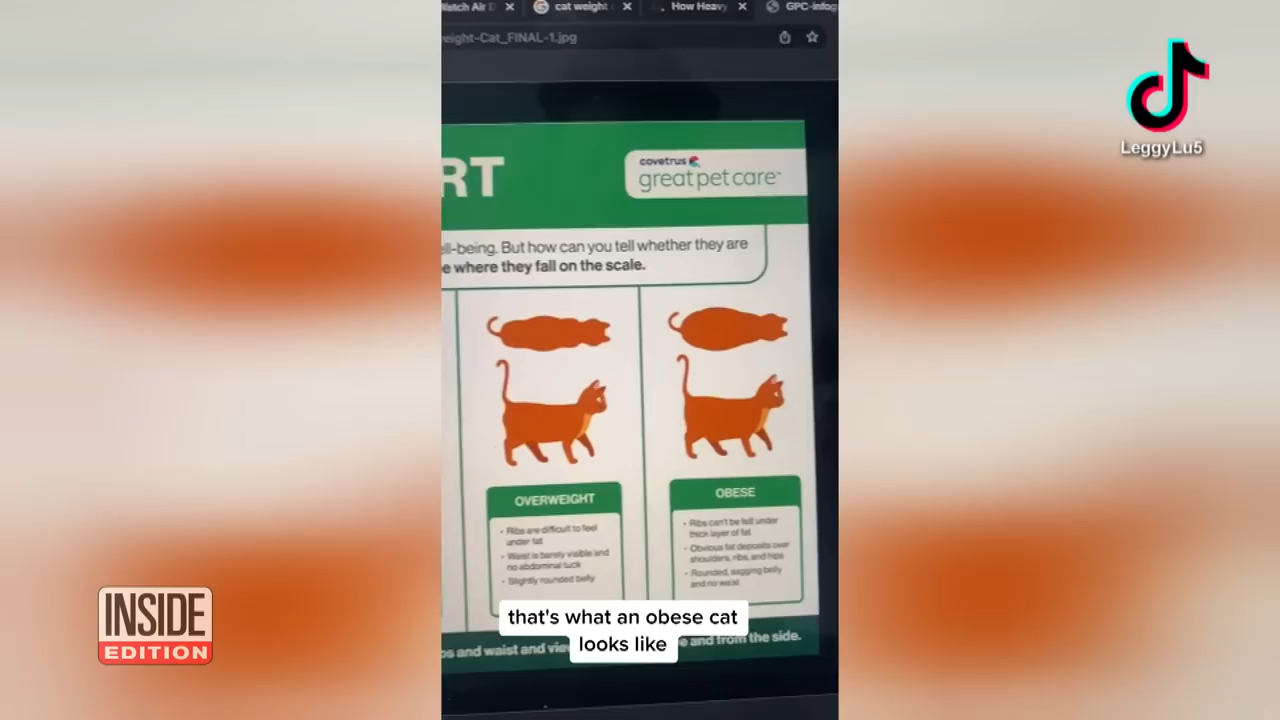 Watch Air D
cat weight
How Heavy
GPC-infog
eight-Cat_FINAL-1.jpg
LeggyLu5
RT
covetrus
great pet care
ell-being. But how can you tell whether they are
e where they fall on the scale.
OVERWEIGHT
• Ribs are difficult to feel
under fat
• Waist is barely visible and
no abdominal tuck
• Slightly rounded belly
OBESE
• Ribs can't be felt under
thick layer of fat
• Obvious fat deposits over
shoulders, ribs, and hips
• Rounded, sagging belly
and no waist
that's what an obese cat
looks like
and waist and
and from the side.
INSIDE
EDITION